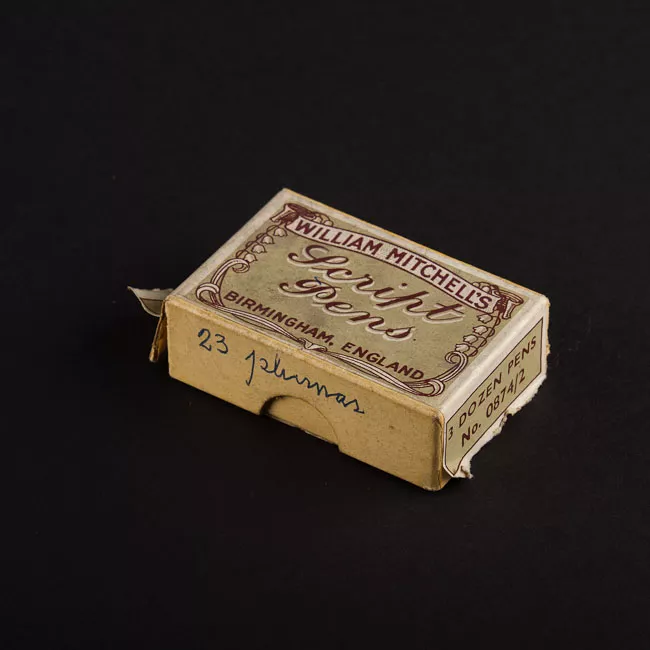 WILLIAM MITCHELL'S
Script
Pens
BIRMINGHAM, ENGLAND
23 plumas
3 DOZEN PENS
No. 0874/2